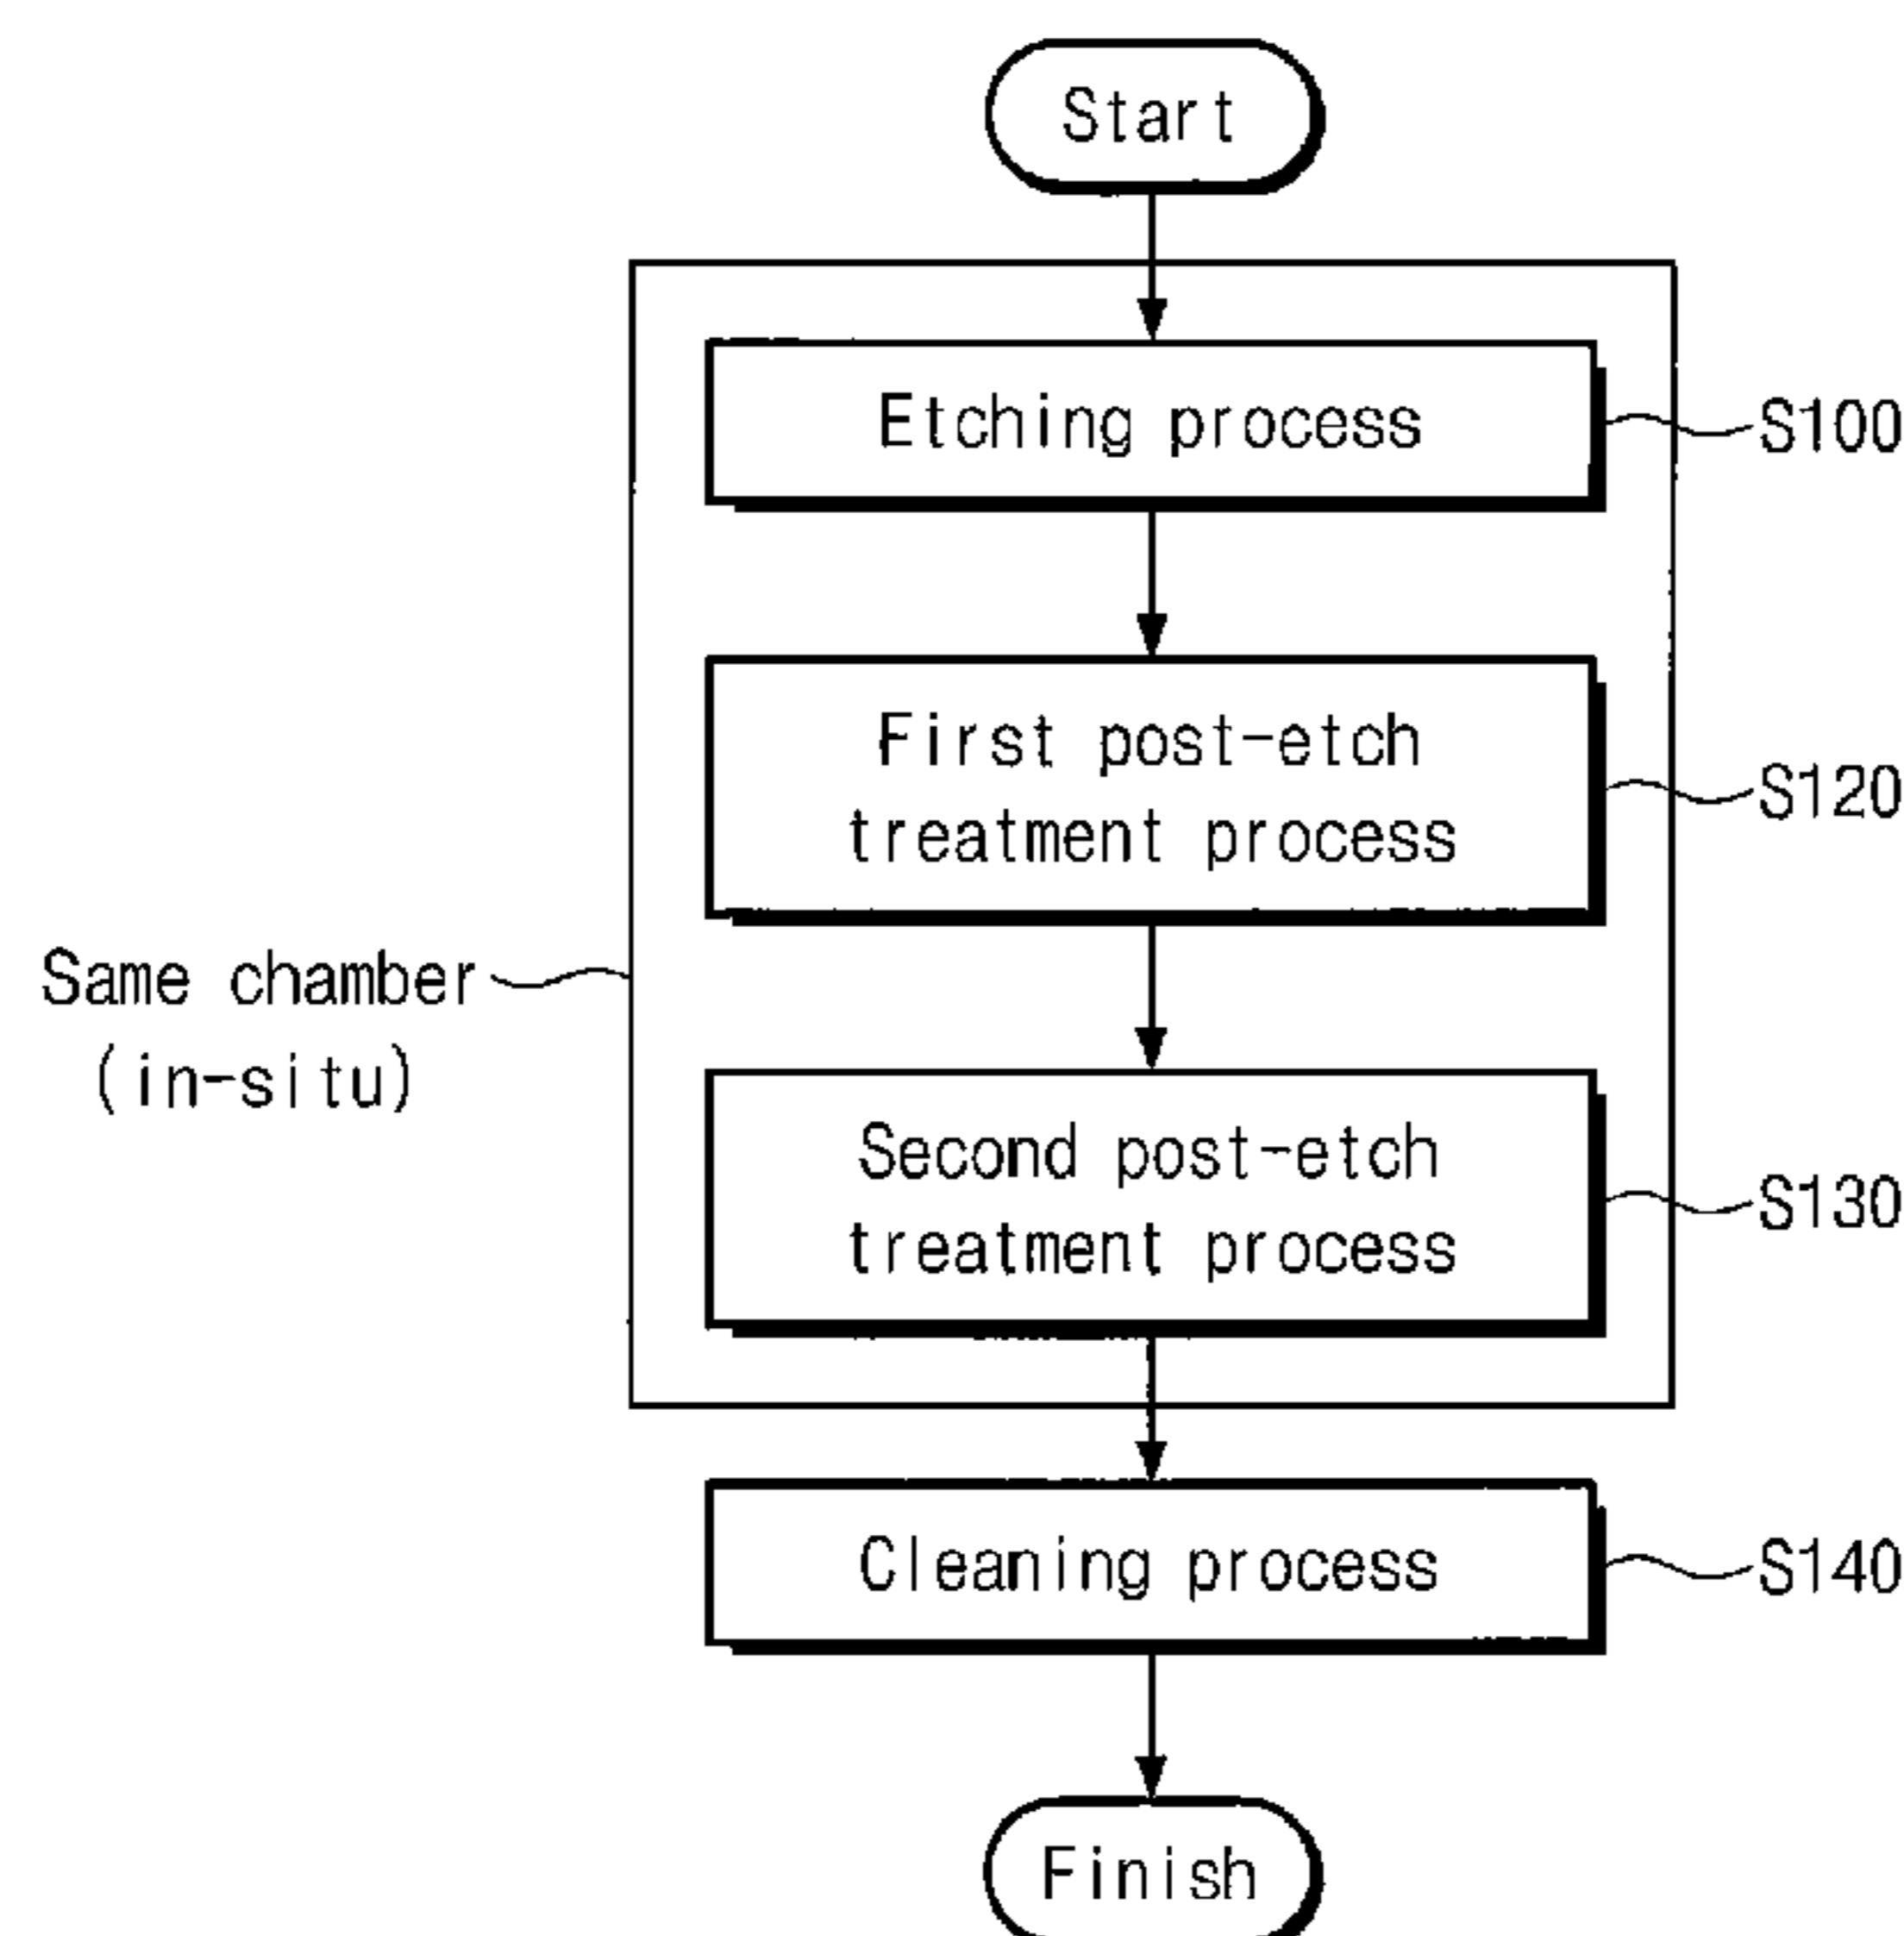 Start
Etching process
S100
First post-etch
treatment process
S120
Same chamber
(in-situ)
Second post-etch
treatment process
S130
Cleaning process
S140
Finish